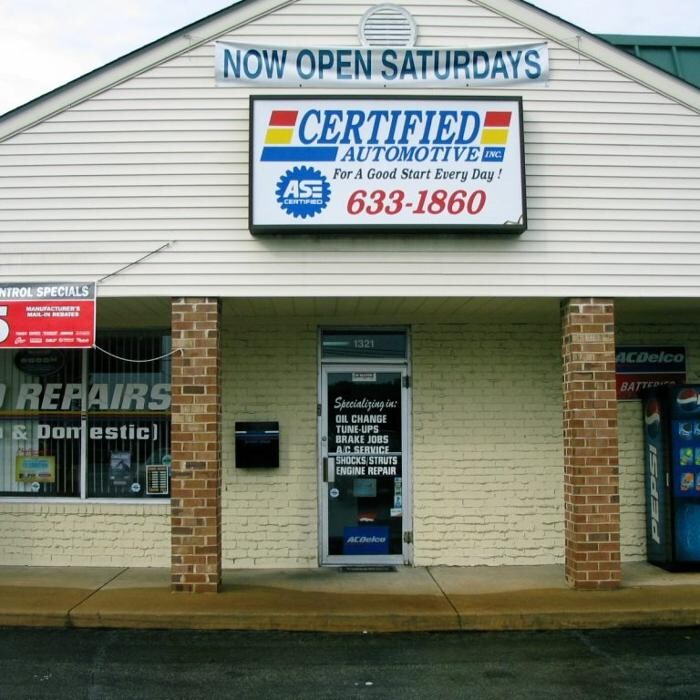 NOW OPEN SATURDAYS
CERTIFIED
AUTOMOTIVE INC.
For A Good Start Every Day !
ASE
CERTIFIED
633-1860
NTROL SPECIALS
5
MANUFACTURER'S
MAIL-IN REBATES
1321
REPAIRS
& Domestic)
Specializing in:
OIL CHANGE
TUNE-UPS
BRAKE JOBS
A/C SERVICE
SHOCKS/STRUTS
ENGINE REPAIR
ACDelco
ACDelco
BATTERIES
PEPSI